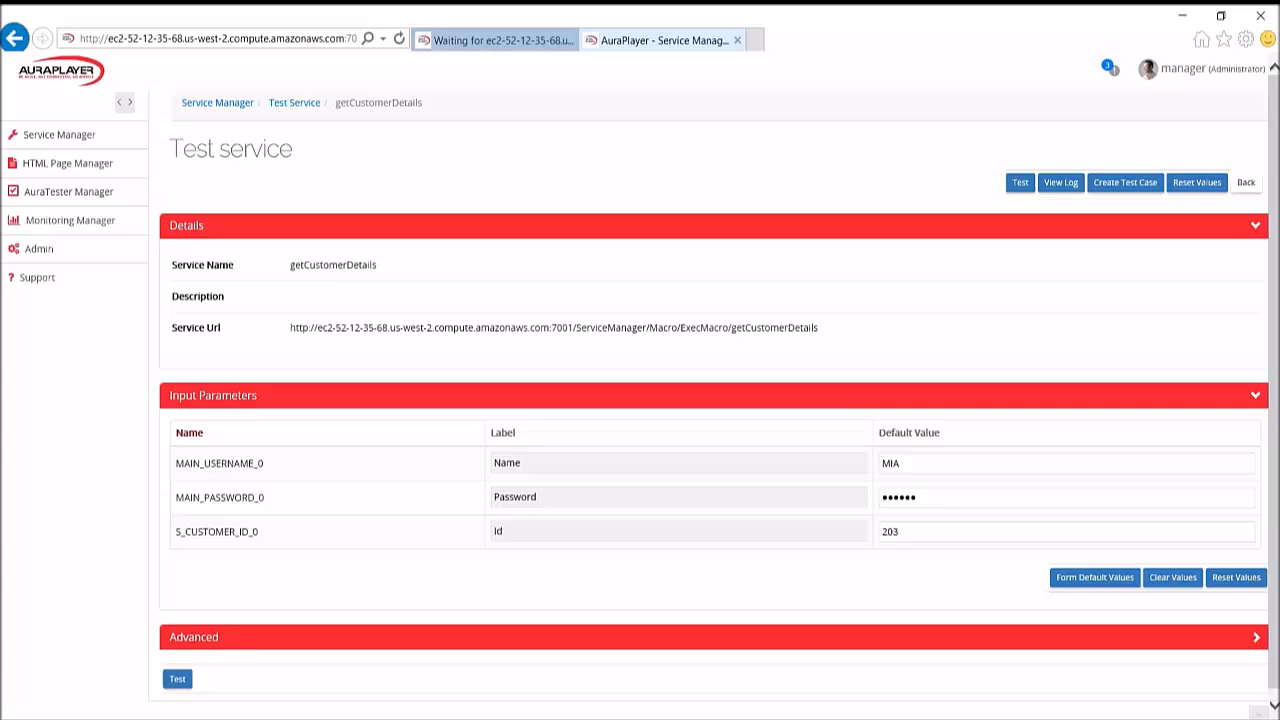 http://ec2-52-12-35-68.us-west-2.compute.amazonaws.com:70
Waiting for ec2-52-12-35-68.u...
AuraPlayer - Service Manag...
AURAPLAYER
3
manager (Administrator)
Service Manager / Test Service / getCustomerDetails
Service Manager
HTML Page Manager
AuraTester Manager
Monitoring Manager
Admin
Support
Test service
Test
View Log
Create Test Case
Reset Values
Back
Details
Service Name getCustomerDetails
Description
Service Url http://ec2-52-12-35-68.us-west-2.compute.amazonaws.com:7001/ServiceManager/Macro/ExecMacro/getCustomerDetails
Input Parameters
Name Label Default Value
MAIN_USERNAME_0 Name MIA
MAIN_PASSWORD_0 Password ••••••
S_CUSTOMER_ID_0 Id 203
Form Default Values
Clear Values
Reset Values
Advanced
Test